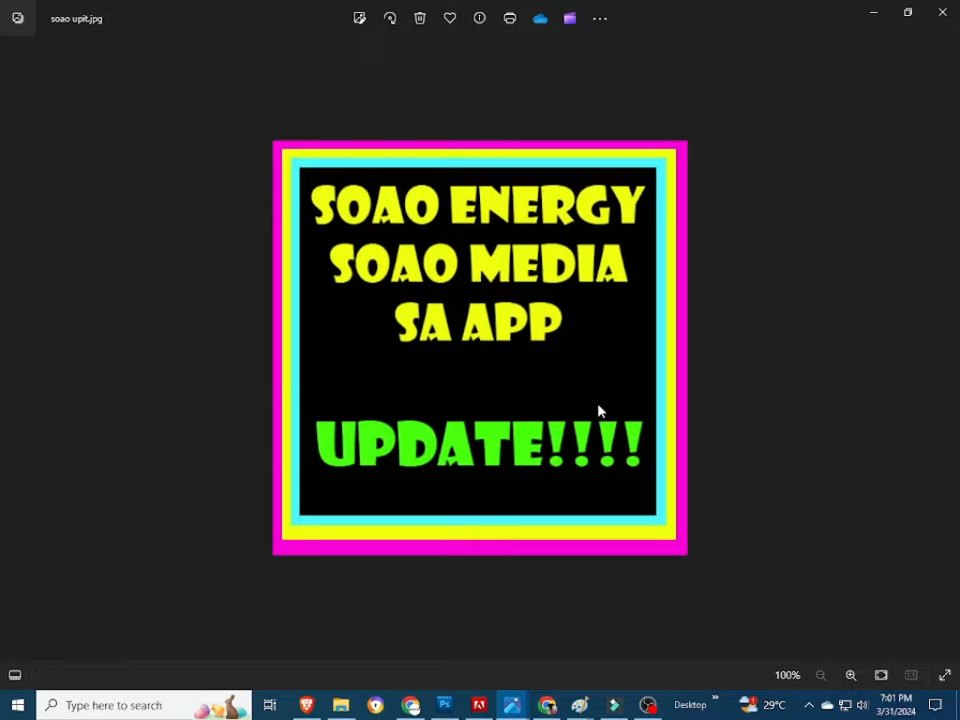 soao upit.jpg
SOAO ENERGY
SOAO MEDIA
SA APP
UPDATE!!!!
100%
Type here to search
Ps
Desktop
29°C
7:01 PM
3/31/2024